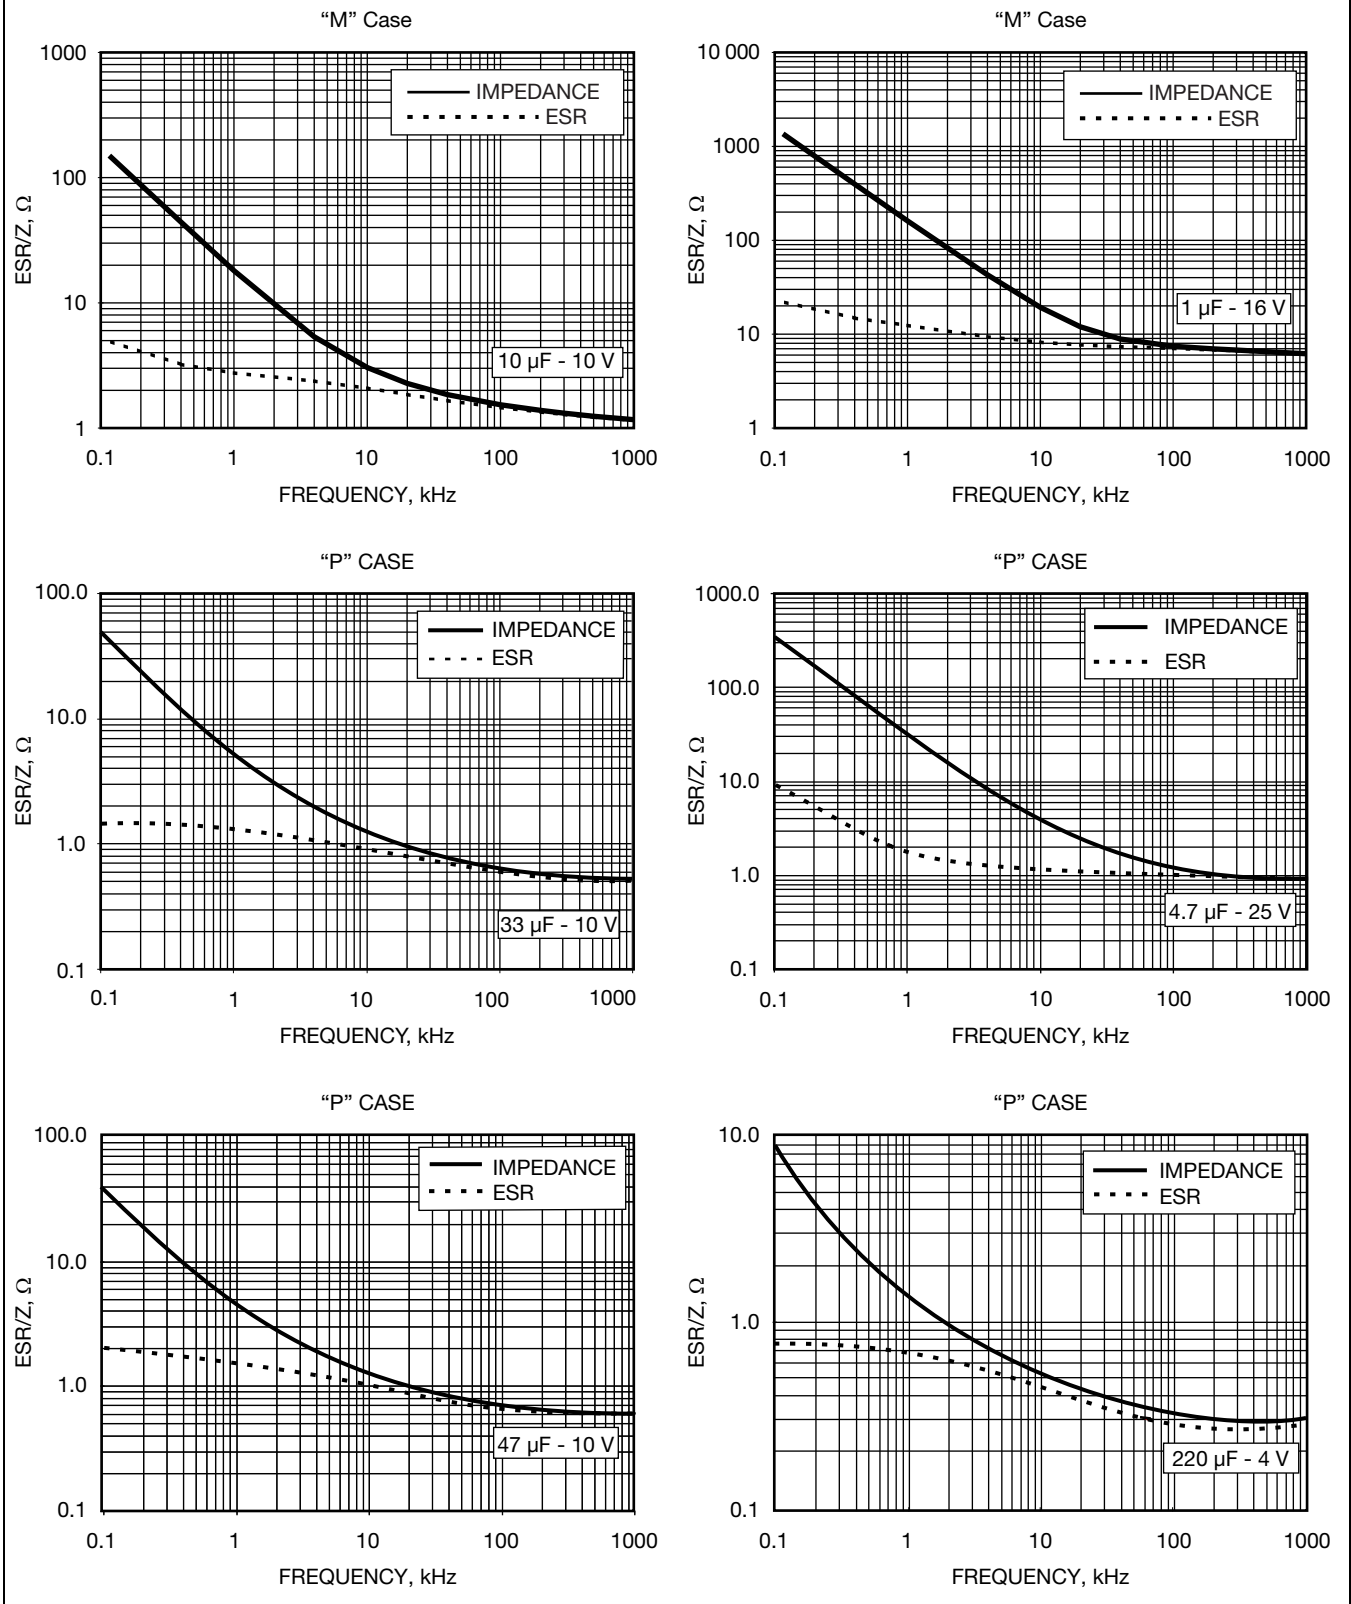 “M” Case
1000
100
10
1
ESR/Z, Ω
IMPEDANCE
ESR
10 µF - 10 V
0.1 1 10 100 1000
FREQUENCY, kHz
“M” Case
10 000
1000
100
10
1
ESR/Z, Ω
IMPEDANCE
ESR
1 µF - 16 V
0.1 1 10 100 1000
FREQUENCY, kHz
“P” CASE
100.0
10.0
1.0
0.1
ESR/Z, Ω
IMPEDANCE
ESR
33 µF - 10 V
0.1 1 10 100 1000
FREQUENCY, kHz
“P” CASE
1000.0
100.0
10.0
1.0
0.1
ESR/Z, Ω
IMPEDANCE
ESR
4.7 µF - 25 V
0.1 1 10 100 1000
FREQUENCY, kHz
“P” CASE
100.0
10.0
1.0
0.1
ESR/Z, Ω
IMPEDANCE
ESR
47 µF - 10 V
0.1 1 10 100 1000
FREQUENCY, kHz
“P” CASE
10.0
1.0
0.1
ESR/Z, Ω
IMPEDANCE
ESR
220 µF - 4 V
0.1 1 10 100 1000
FREQUENCY, kHz